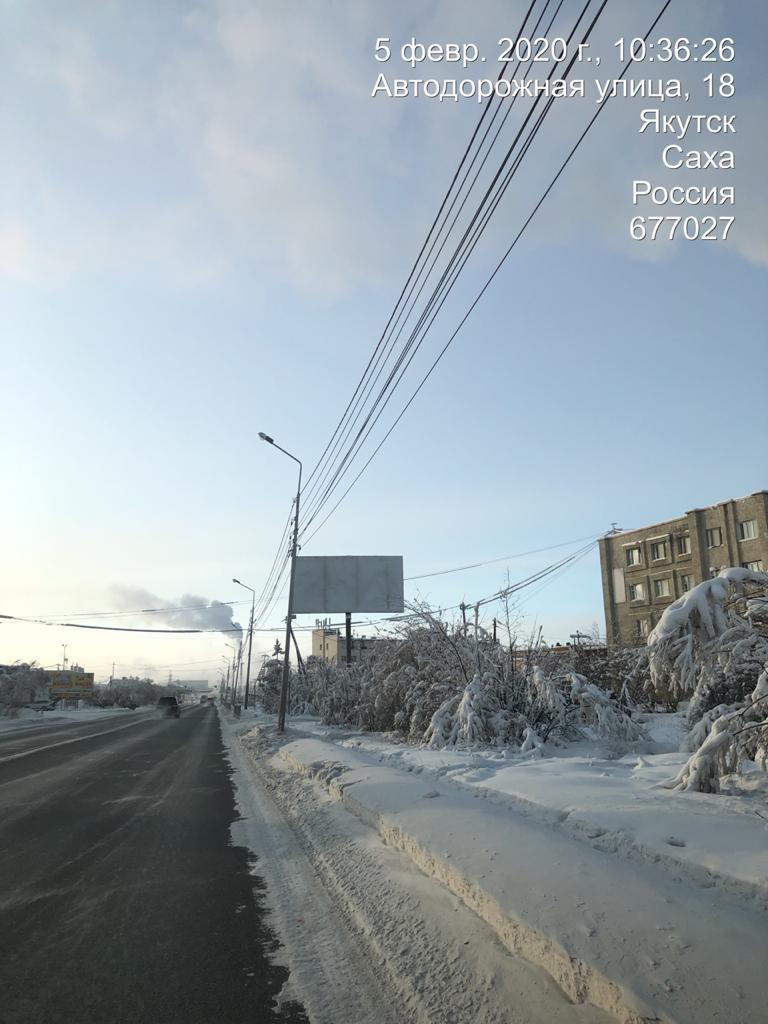 5 февр. 2020 г., 10:36:26
Автодорожная улица, 18
Якутск
Саха
Россия
677027